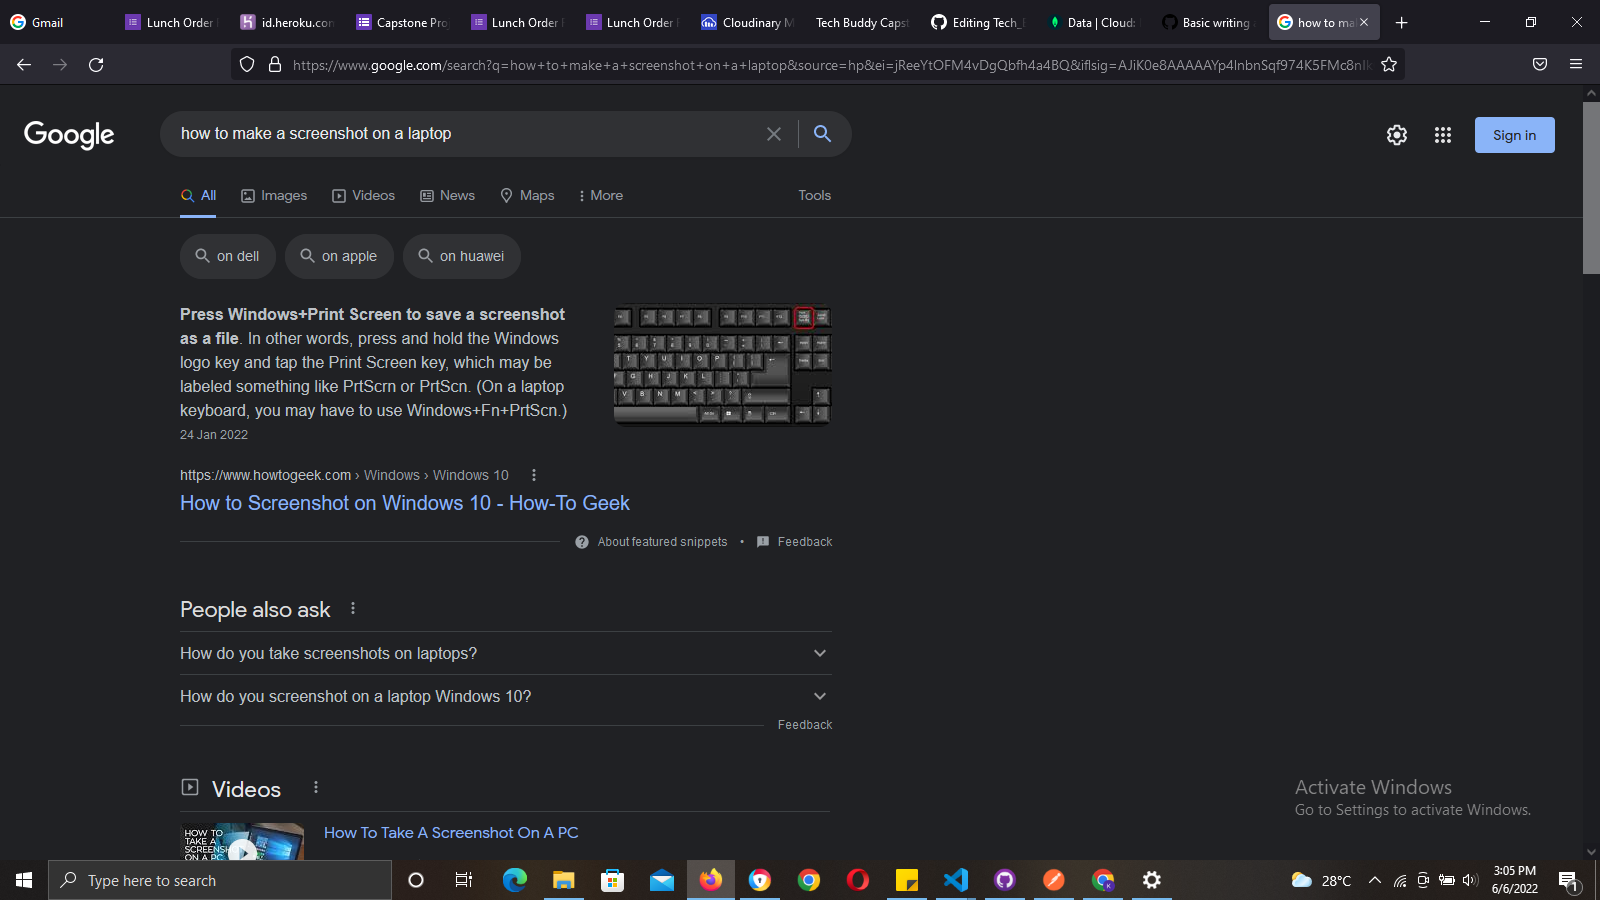 Gmail
Lunch Order
id.heroku.com
Capstone Pro
Lunch Order
Lunch Order
Cloudinary M
Tech Buddy Capst
Editing Tech_
Data | Cloud:
Basic writing
how to ma
https://www.google.com/search?q=how+to+make+a+screenshot+on+a+laptop&source=hp&ei=jReeYtOFM4vDgQbfh4a4BQ&iflsig=
Google
how to make a screenshot on a laptop
Sign in
All
Images
Videos
News
Maps
More
Tools
on dell
on apple
on huawei
Press Windows+Print Screen to save a screenshot
as a file. In other words, press and hold the Windows
logo key and tap the Print Screen key, which may be
labeled something like PrtScrn or PrtScn. (On a laptop
keyboard, you may have to use Windows+Fn+PrtScn.)
24 Jan 2022
T Y U I O P
G H J K L
V B N M
https://www.howtogeek.com › Windows › Windows 10
How to Screenshot on Windows 10 - How-To Geek
About featured snippets • Feedback
People also ask
How do you take screenshots on laptops?
How do you screenshot on a laptop Windows 10?
Feedback
Videos
HOW TO
TAKE A
SCREENSH
ON A PC
How To Take A Screenshot On A PC
Activate Windows
Go to Settings to activate Windows.
Type here to search
28°C
3:05 PM
6/6/2022
1